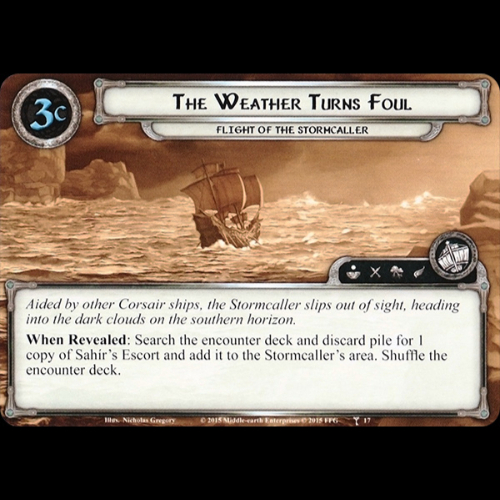 3C
THE WEATHER TURNS FOUL
FLIGHT OF THE STORMCALLER
Aided by other Corsair ships, the Stormcaller slips out of sight, heading
into the dark clouds on the southern horizon.
When Revealed: Search the encounter deck and discard pile for 1
copy of Sahír's Escort and add it to the Stormcaller's area. Shuffle the
encounter deck.
Illus. Nicholas Gregory © 2015 Middle-earth Enterprises © 2015 FFG 17